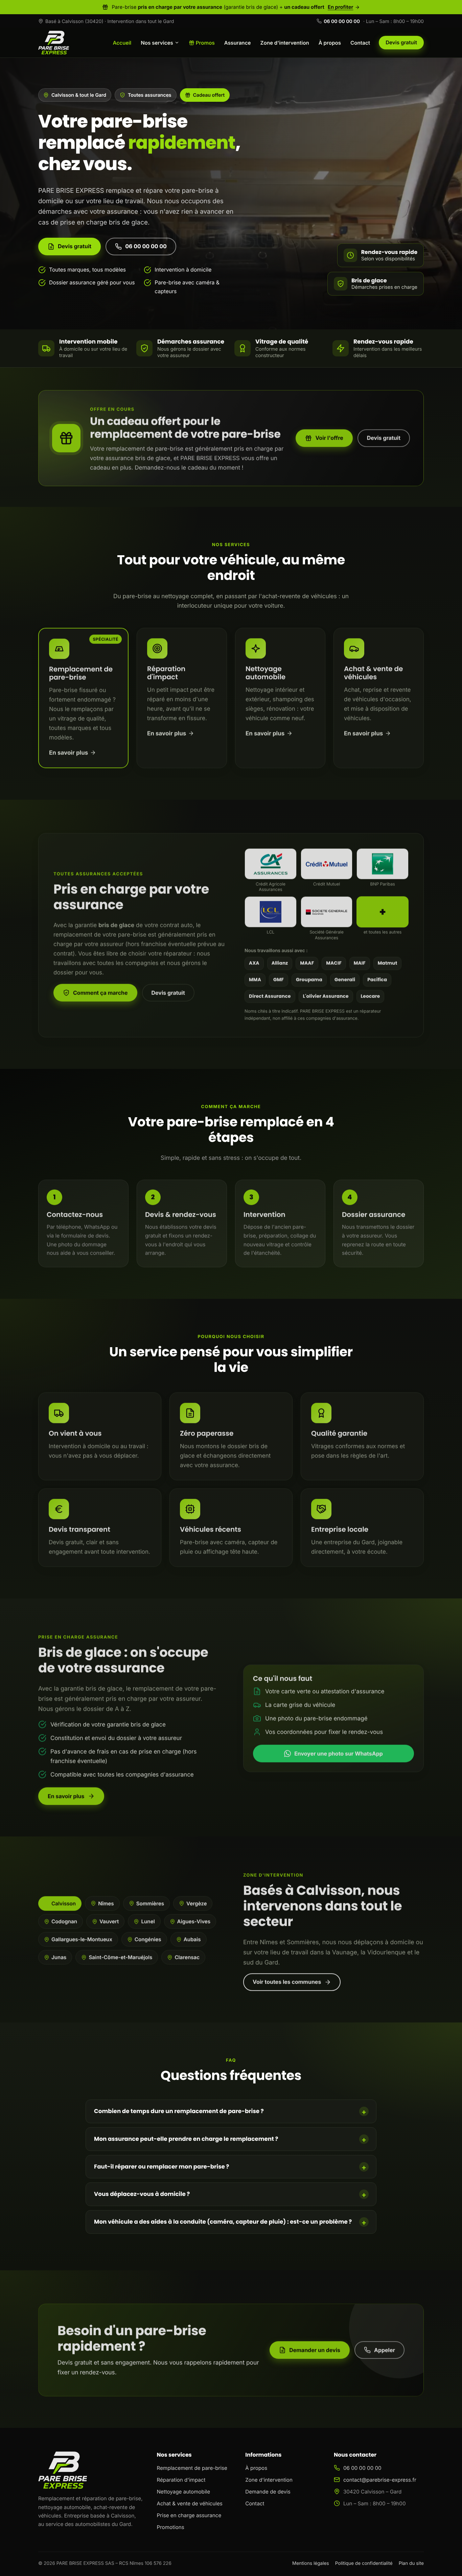 Pare-brise pris en charge par votre assurance (garantie bris de glace) + un cadeau offert. En profiter →
Basé à Calvisson (30420) · Intervention dans tout le Gard
06 00 00 00 00 · Lun – Sam : 8h00 – 19h00
PARE BRISE
EXPRESS
Accueil
Nos services
Promos
Assurance
Zone d'intervention
À propos
Contact
Devis gratuit
Calvisson & tout le Gard
Toutes assurances
Cadeau offert
Votre pare-brise
remplacé rapidement,
chez vous.
PARE BRISE EXPRESS remplace et répare votre pare-brise à
domicile ou sur votre lieu de travail. Nous nous occupons des
démarches avec votre assurance : vous n'avez rien à avancer en
cas de prise en charge bris de glace.
Devis gratuit
06 00 00 00 00
Toutes marques, tous modèles
Intervention à domicile
Dossier assurance géré pour vous
Pare-brise avec caméra &
capteurs
Rendez-vous rapide
Selon vos disponibilités
Bris de glace
Démarches prises en charge
Intervention mobile
À domicile ou sur votre lieu de
travail
Démarches assurance
Nous gérons le dossier avec
votre assureur
Vitrage de qualité
Conforme aux normes
constructeur
Rendez-vous rapide
Intervention dans les meilleurs
délais
OFFRE EN COURS
Un cadeau offert pour le
remplacement de votre pare-brise
Votre remplacement de pare-brise est généralement pris en charge par
votre assurance bris de glace, et PARE BRISE EXPRESS vous offre un
cadeau en plus. Demandez-nous le cadeau du moment !
Voir l'offre
Devis gratuit
NOS SERVICES
Tout pour votre véhicule, au même
endroit
Du pare-brise au nettoyage complet, en passant par l'achat-revente de véhicules : un
interlocuteur unique pour votre voiture.
SPÉCIALITÉ
Remplacement de
pare-brise
Pare-brise fissuré ou
fortement endommagé ?
Nous le remplaçons par
un vitrage de qualité,
toutes marques et tous
modèles.
En savoir plus →
Réparation
d'impact
Un petit impact peut être
réparé en moins d'une
heure, avant qu'il ne se
transforme en fissure.
En savoir plus →
Nettoyage
automobile
Nettoyage intérieur et
extérieur, shampoing des
sièges, rénovation : votre
véhicule comme neuf.
En savoir plus →
Achat & vente de
véhicules
Achat, reprise et revente
de véhicules d'occasion,
et mise à disposition de
véhicules.
En savoir plus →
TOUTES ASSURANCES ACCEPTÉES
Pris en charge par votre
assurance
Avec la garantie bris de glace de votre contrat auto, le
remplacement de votre pare-brise est généralement pris en
charge par votre assureur (hors franchise éventuelle prévue au
contrat). Vous êtes libre de choisir votre réparateur : nous
travaillons avec toutes les compagnies et nous gérons le
dossier pour vous.
Comment ça marche
Devis gratuit
CA
ASSURANCES
Crédit Agricole
Assurances
Crédit Mutuel
Crédit Mutuel
BNP Paribas
LCL
LCL
SOCIETE GENERALE
Société Générale
Assurances
+
et toutes les autres
Nous travaillons aussi avec :
AXA
Allianz
MAAF
MACIF
MAIF
Matmut
MMA
GMF
Groupama
Generali
Pacifica
Direct Assurance
L'olivier Assurance
Leocare
Noms cités à titre indicatif. PARE BRISE EXPRESS est un réparateur
indépendant, non affilié à ces compagnies d'assurance.
COMMENT ÇA MARCHE
Votre pare-brise remplacé en 4
étapes
Simple, rapide et sans stress : on s'occupe de tout.
1
Contactez-nous
Par téléphone, WhatsApp ou
via le formulaire de devis.
Une photo du dommage
nous aide à vous conseiller.
2
Devis & rendez-vous
Nous établissons votre devis
gratuit et fixons un rendez-
vous à l'endroit qui vous
arrange.
3
Intervention
Dépose de l'ancien pare-
brise, préparation, collage du
nouveau vitrage et contrôle
de l'étanchéité.
4
Dossier assurance
Nous transmettons le dossier
à votre assureur. Vous
reprenez la route en toute
sécurité.
POURQUOI NOUS CHOISIR
Un service pensé pour vous simplifier
la vie
On vient à vous
Intervention à domicile ou au travail :
vous n'avez pas à vous déplacer.
Zéro paperasse
Nous montons le dossier bris de
glace et échangeons directement
avec votre assurance.
Qualité garantie
Vitrages conformes aux normes et
pose dans les règles de l'art.
Devis transparent
Devis gratuit, clair et sans
engagement avant toute intervention.
Véhicules récents
Pare-brise avec caméra, capteur de
pluie ou affichage tête haute.
Entreprise locale
Une entreprise du Gard, joignable
directement, à votre écoute.
PRISE EN CHARGE ASSURANCE
Bris de glace : on s'occupe
de votre assurance
Avec la garantie bris de glace, le remplacement de votre pare-
brise est généralement pris en charge par votre assureur.
Nous gérons le dossier de A à Z.
Vérification de votre garantie bris de glace
Constitution et envoi du dossier à votre assureur
Pas d'avance de frais en cas de prise en charge (hors
franchise éventuelle)
Compatible avec toutes les compagnies d'assurance
En savoir plus →
Ce qu'il nous faut
Votre carte verte ou attestation d'assurance
La carte grise du véhicule
Une photo du pare-brise endommagé
Vos coordonnées pour fixer le rendez-vous
Envoyer une photo sur WhatsApp
Calvisson
Nîmes
Sommières
Vergèze
Codognan
Vauvert
Lunel
Aigues-Vives
Gallargues-le-Montueux
Congénies
Aubais
Junas
Saint-Côme-et-Maruéjols
Clarensac
ZONE D'INTERVENTION
Basés à Calvisson, nous
intervenons dans tout le
secteur
Entre Nîmes et Sommières, nous nous déplaçons à domicile ou
sur votre lieu de travail dans la Vaunage, la Vidourlenque et le
sud du Gard.
Voir toutes les communes →
FAQ
Questions fréquentes
Combien de temps dure un remplacement de pare-brise ?
Mon assurance peut-elle prendre en charge le remplacement ?
Faut-il réparer ou remplacer mon pare-brise ?
Vous déplacez-vous à domicile ?
Mon véhicule a des aides à la conduite (caméra, capteur de pluie) : est-ce un problème ?
Besoin d'un pare-brise
rapidement ?
Devis gratuit et sans engagement. Nous vous rappelons rapidement pour
fixer un rendez-vous.
Demander un devis
Appeler
PARE BRISE
EXPRESS
Remplacement et réparation de pare-brise,
nettoyage automobile, achat-revente de
véhicules. Entreprise basée à Calvisson,
au service des automobilistes du Gard.
Nos services
Remplacement de pare-brise
Réparation d'impact
Nettoyage automobile
Achat & vente de véhicules
Prise en charge assurance
Promotions
Informations
À propos
Zone d'intervention
Demande de devis
Contact
Nous contacter
06 00 00 00 00
contact@parebrise-express.fr
30420 Calvisson – Gard
Lun – Sam : 8h00 – 19h00
© 2026 PARE BRISE EXPRESS SAS – RCS Nîmes 106 576 226
Mentions légales
Politique de confidentialité
Plan du site